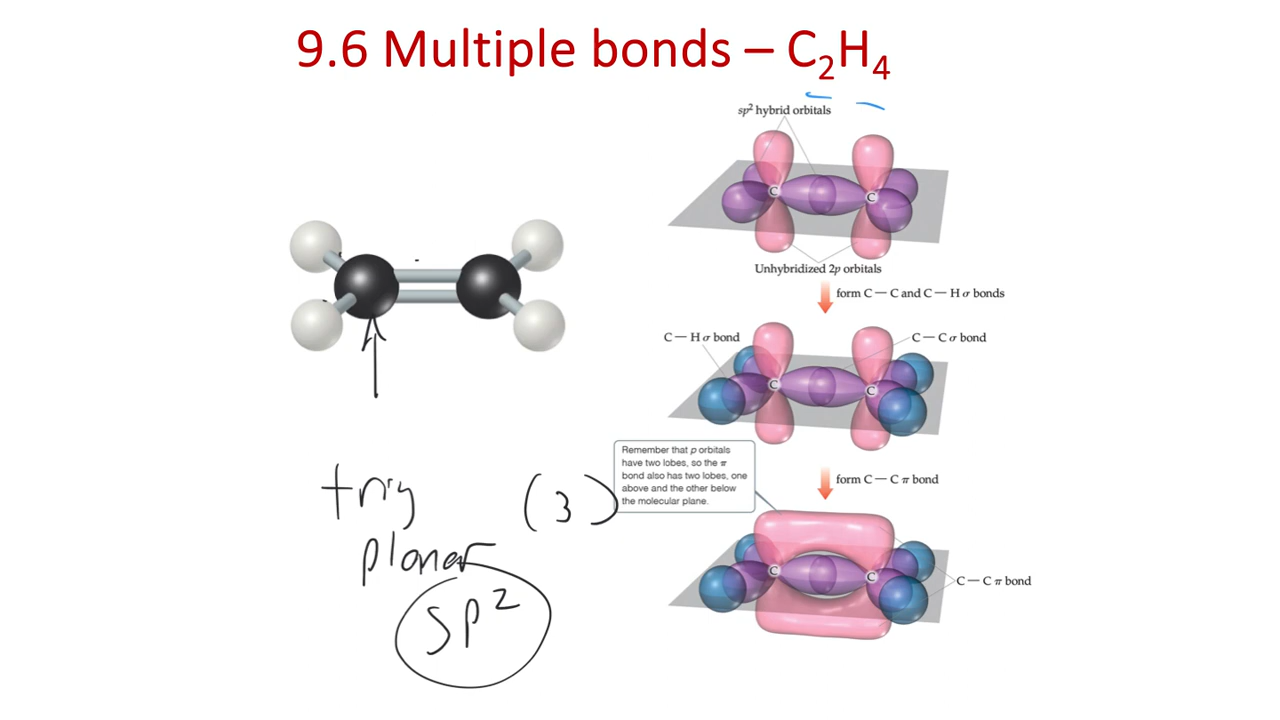 9.6 Multiple bonds – C₂H₄
sp² hybrid orbitals
C
C
Unhybridized 2p orbitals
form C—C and C—H σ bonds
C—H σ bond
C—C σ bond
C
C
Remember that p orbitals
have two lobes, so the π
bond also has two lobes, one
above and the other below
the molecular plane.
form C—C π bond
C
C
C—C π bond
trig (3)
planar
sp²